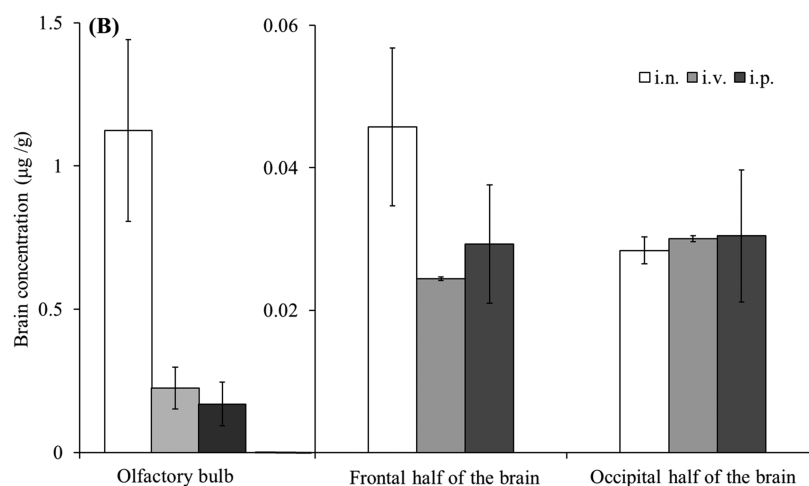 (B)
1.5
1
0.5
0
Brain concentration (μg /g)
0.06
0.04
0.02
i.n. i.v. i.p.
Olfactory bulb
Frontal half of the brain
Occipital half of the brain